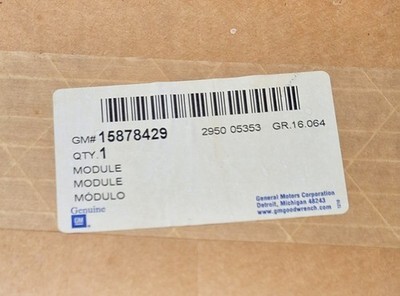 GM# 15878429 2950 05353 GR.16.064
QTY. 1
MODULE
MODULE
MÓDULO
Genuine
GM
General Motors Corporation
Detroit, Michigan 48243
www.gmgoodwrench.com